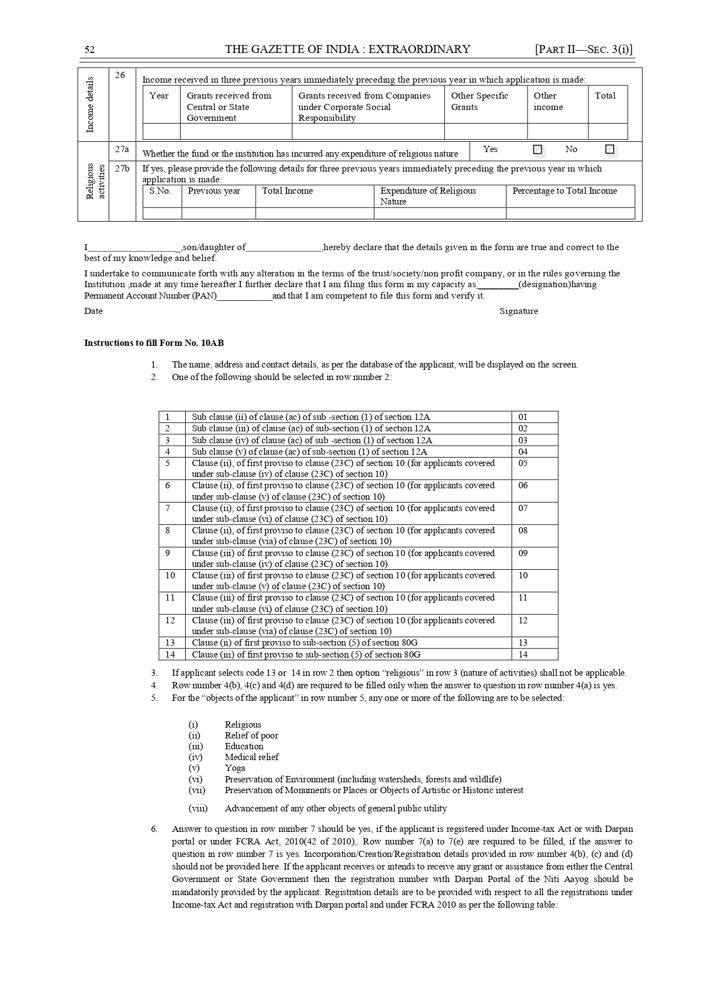 52 THE GAZETTE OF INDIA : EXTRAORDINARY [PART II—SEC. 3(i)]
Income details
26
Income received in three previous years immediately preceding the previous year in which application is made:
Year Grants received from Grants received from Companies Other Specific Other Total
Central or State under Corporate Social Grants income
Government Responsibility
Religious
activities
27a Whether the fund or the institution has incurred any expenditure of religious nature Yes No
27b If yes, please provide the following details for three previous years immediately preceding the previous year in which
application is made:
S.No. Previous year Total Income Expenditure of Religious Percentage to Total Income
Nature
I____________________,son/daughter of________________,hereby declare that the details given in the form are true and correct to the
best of my knowledge and belief.
I undertake to communicate forth with any alteration in the terms of the trust/society/non profit company, or in the rules governing the
Institution ,made at any time hereafter.I further declare that I am filing this form in my capacity as_________(designation)having
Permanent Account Number (PAN)____________and that I am competent to file this form and verify it.
Date Signature
Instructions to fill Form No. 10AB
1. The name, address and contact details, as per the database of the applicant, will be displayed on the screen.
2. One of the following should be selected in row number 2:
1 Sub clause (ii) of clause (ac) of sub -section (1) of section 12A 01
2 Sub clause (iii) of clause (ac) of sub-section (1) of section 12A 02
3 Sub clause (iv) of clause (ac) of sub -section (1) of section 12A 03
4 Sub clause (v) of clause (ac) of sub-section (1) of section 12A 04
5 Clause (ii), of first proviso to clause (23C) of section 10 (for applicants covered 05
under sub-clause (iv) of clause (23C) of section 10)
6 Clause (ii), of first proviso to clause (23C) of section 10 (for applicants covered 06
under sub-clause (v) of clause (23C) of section 10)
7 Clause (ii), of first proviso to clause (23C) of section 10 (for applicants covered 07
under sub-clause (vi) of clause (23C) of section 10)
8 Clause (ii), of first proviso to clause (23C) of section 10 (for applicants covered 08
under sub-clause (via) of clause (23C) of section 10)
9 Clause (iii) of first proviso to clause (23C) of section 10 (for applicants covered 09
under sub-clause (iv) of clause (23C) of section 10)
10 Clause (iii) of first proviso to clause (23C) of section 10 (for applicants covered 10
under sub-clause (v) of clause (23C) of section 10)
11 Clause (iii) of first proviso to clause (23C) of section 10 (for applicants covered 11
under sub-clause (vi) of clause (23C) of section 10)
12 Clause (iii) of first proviso to clause (23C) of section 10 (for applicants covered 12
under sub-clause (via) of clause (23C) of section 10)
13 Clause (ii) of first proviso to sub-section (5) of section 80G 13
14 Clause (iii) of first proviso to sub-section (5) of section 80G 14
3. If applicant selects code 13 or 14 in row 2 then option “religious” in row 3 (nature of activities) shall not be applicable.
4. Row number 4(b), 4(c) and 4(d) are required to be filled only when the answer to question in row number 4(a) is yes.
5. For the “objects of the applicant” in row number 5, any one or more of the following are to be selected:
(i) Religious
(ii) Relief of poor
(iii) Education
(iv) Medical relief
(v) Yoga
(vi) Preservation of Environment (including watersheds, forests and wildlife)
(vii) Preservation of Monuments or Places or Objects of Artistic or Historic interest
(viii) Advancement of any other objects of general public utility
6. Answer to question in row number 7 should be yes, if the applicant is registered under Income-tax Act or with Darpan
portal or under FCRA Act, 2010(42 of 2010),. Row number 7(a) to 7(e) are required to be filled, if the answer to
question in row number 7 is yes. Incorporation/Creation/Registration details provided in row number 4(b), (c) and (d)
should not be provided here. If the applicant receives or intends to receive any grant or assistance from either the Central
Government or State Government then the registration number with Darpan Portal of the Niti Aayog should be
mandatorily provided by the applicant. Registration details are to be provided with respect to all the registrations under
Income-tax Act and registration with Darpan portal and under FCRA 2010 as per the following table: